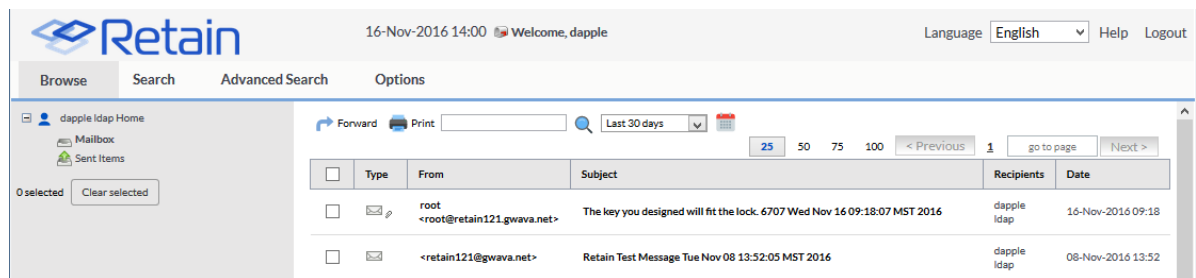 Retain
16-Nov-2016 14:00 Welcome, dapple
Language English Help Logout
Browse Search Advanced Search Options
dapple ldap Home
Mailbox
Sent Items
0 selected Clear selected
Forward Print Last 30 days
25 50 75 100 < Previous 1 go to page Next >
Type From Subject Recipients Date
root
<root@retain121.gwava.net>
The key you designed will fit the lock. 6707 Wed Nov 16 09:18:07 MST 2016
dapple
ldap
16-Nov-2016 09:18
<retain121@gwava.net>
Retain Test Message Tue Nov 08 13:52:05 MST 2016
dapple
ldap
08-Nov-2016 13:52